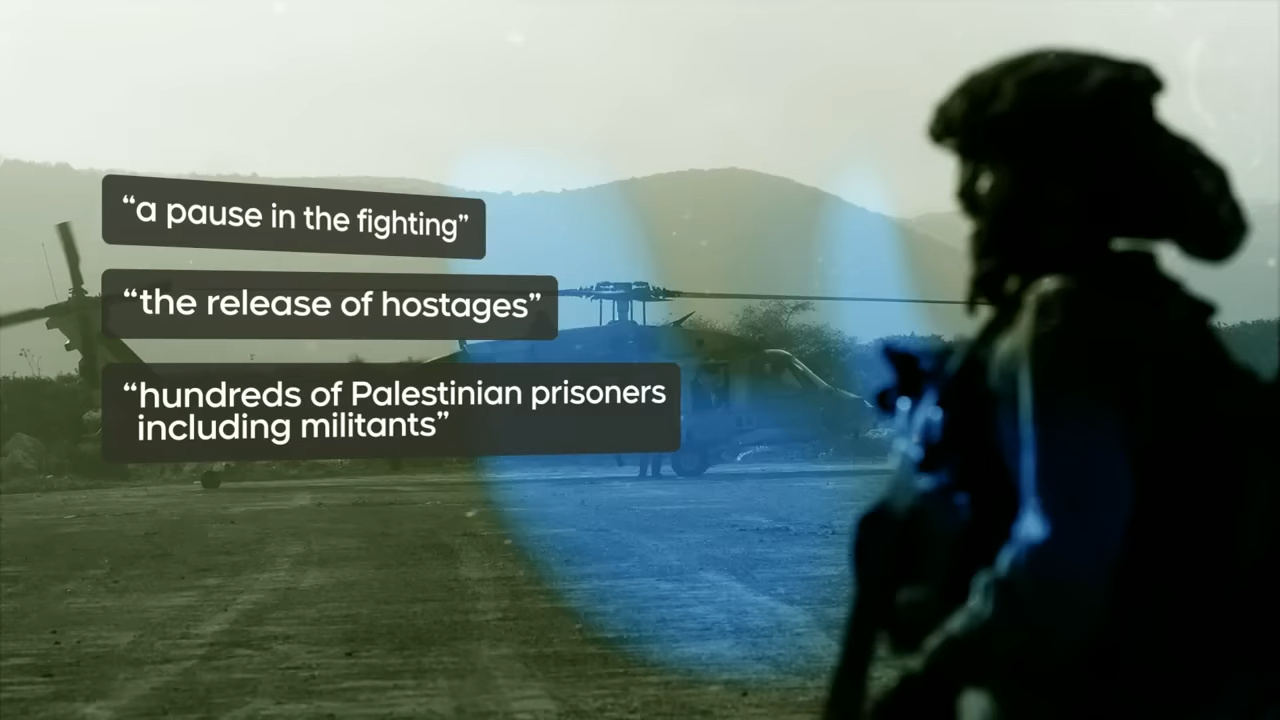 “a pause in the fighting”
“the release of hostages”
“hundreds of Palestinian prisoners
including militants”